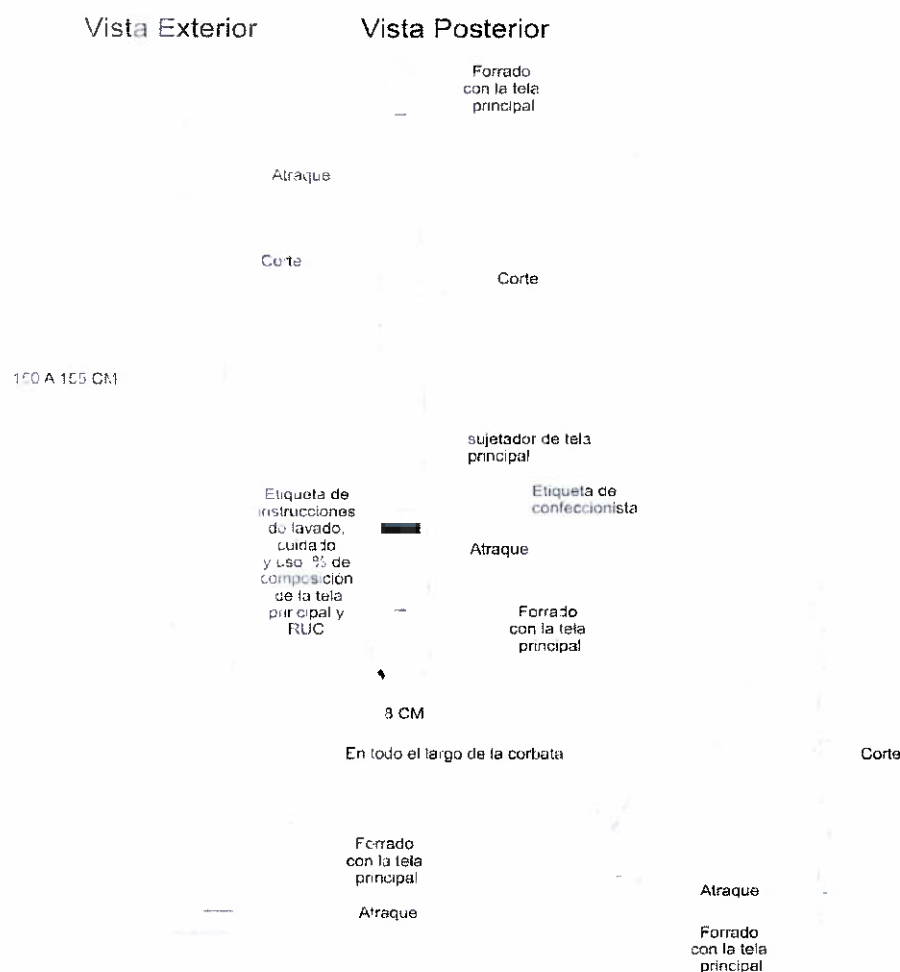 Vista Exterior
Vista Posterior
Forrado
con la tela
principal
Atraque
Corte
Corte
150 A 155 CM
sujetador de tela
principal
Etiqueta de
instrucciones
de lavado,
cuidado
y uso % de
composición
de la tela
principal y
RUC
Etiqueta de
confeccionista
Atraque
Forrado
con la tela
principal
8 CM
En todo el largo de la corbata
Corte
Forrado
con la tela
principal
Atraque
Atraque
Forrado
con la tela
principal